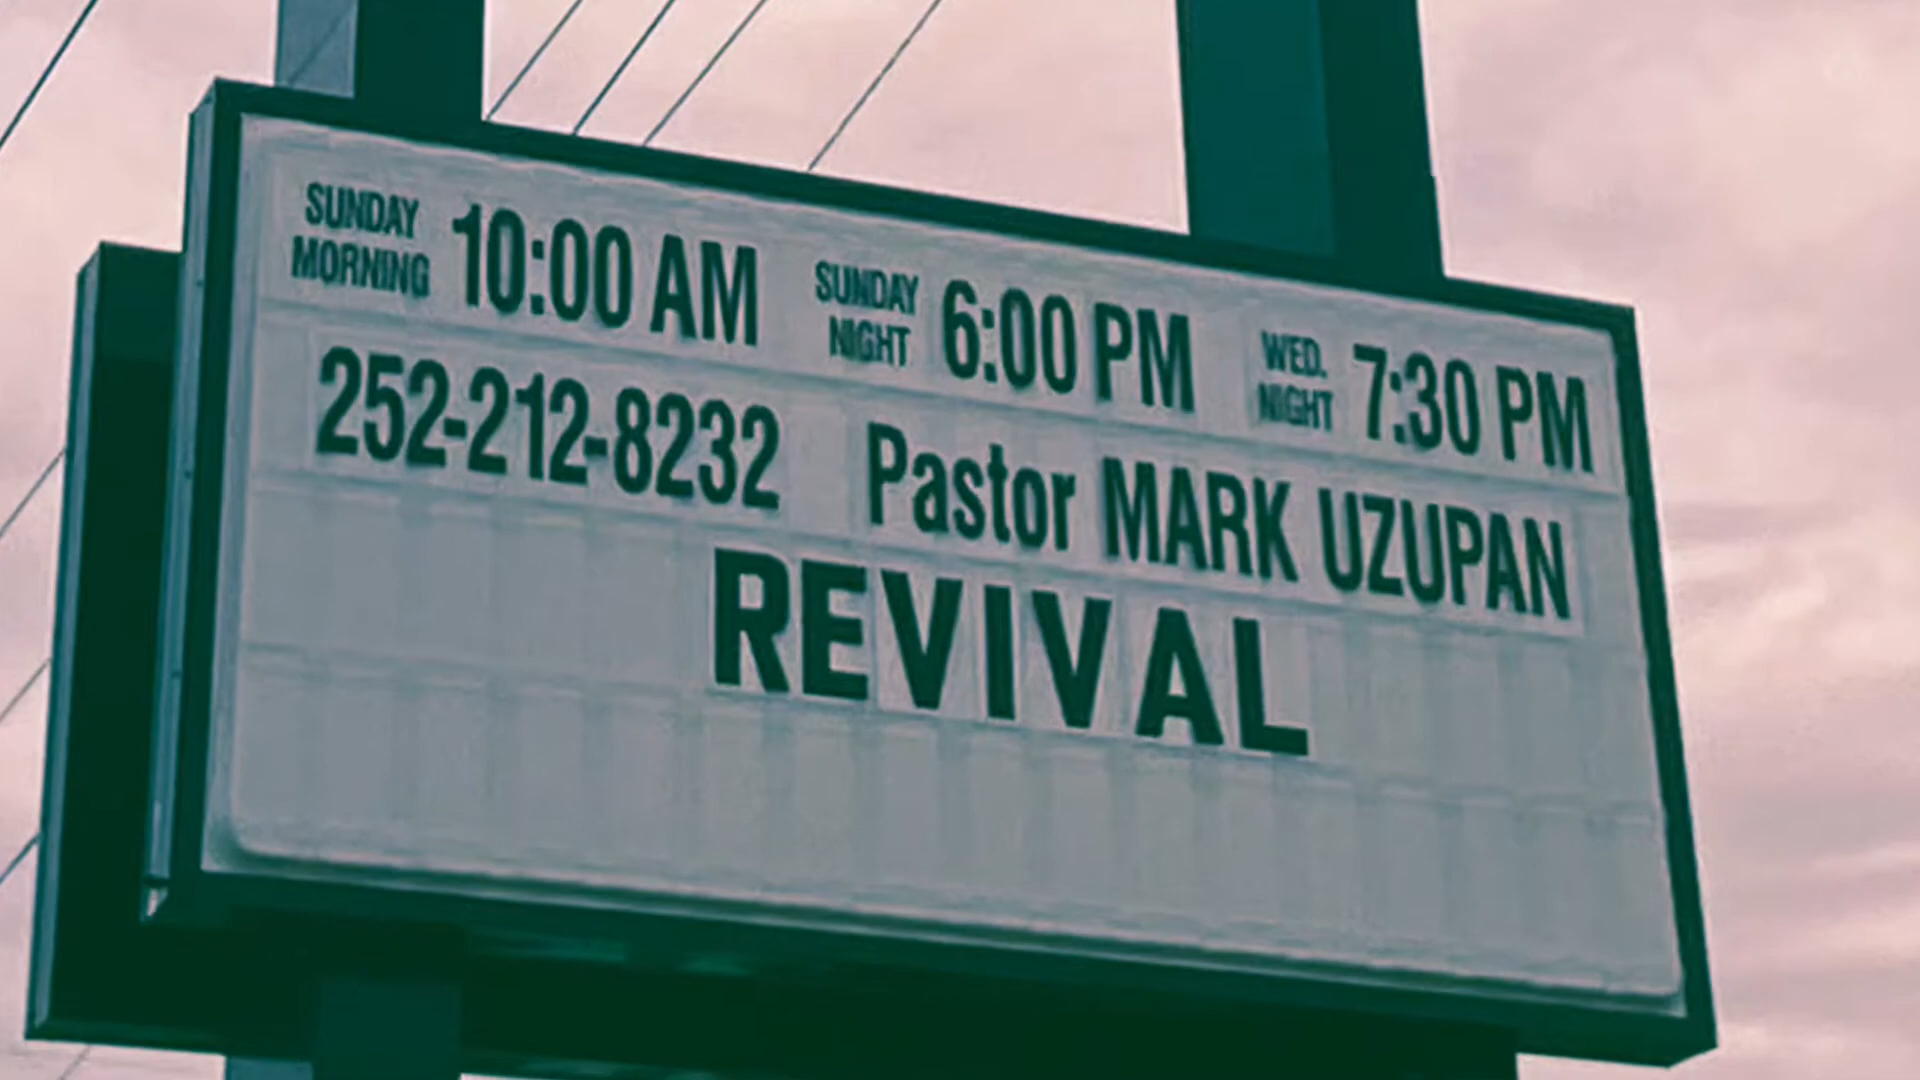 SUNDAY MORNING 10:00 AM SUNDAY NIGHT 6:00 PM WED. NIGHT 7:30 PM
252-212-8232 Pastor MARK UZUPAN
REVIVAL